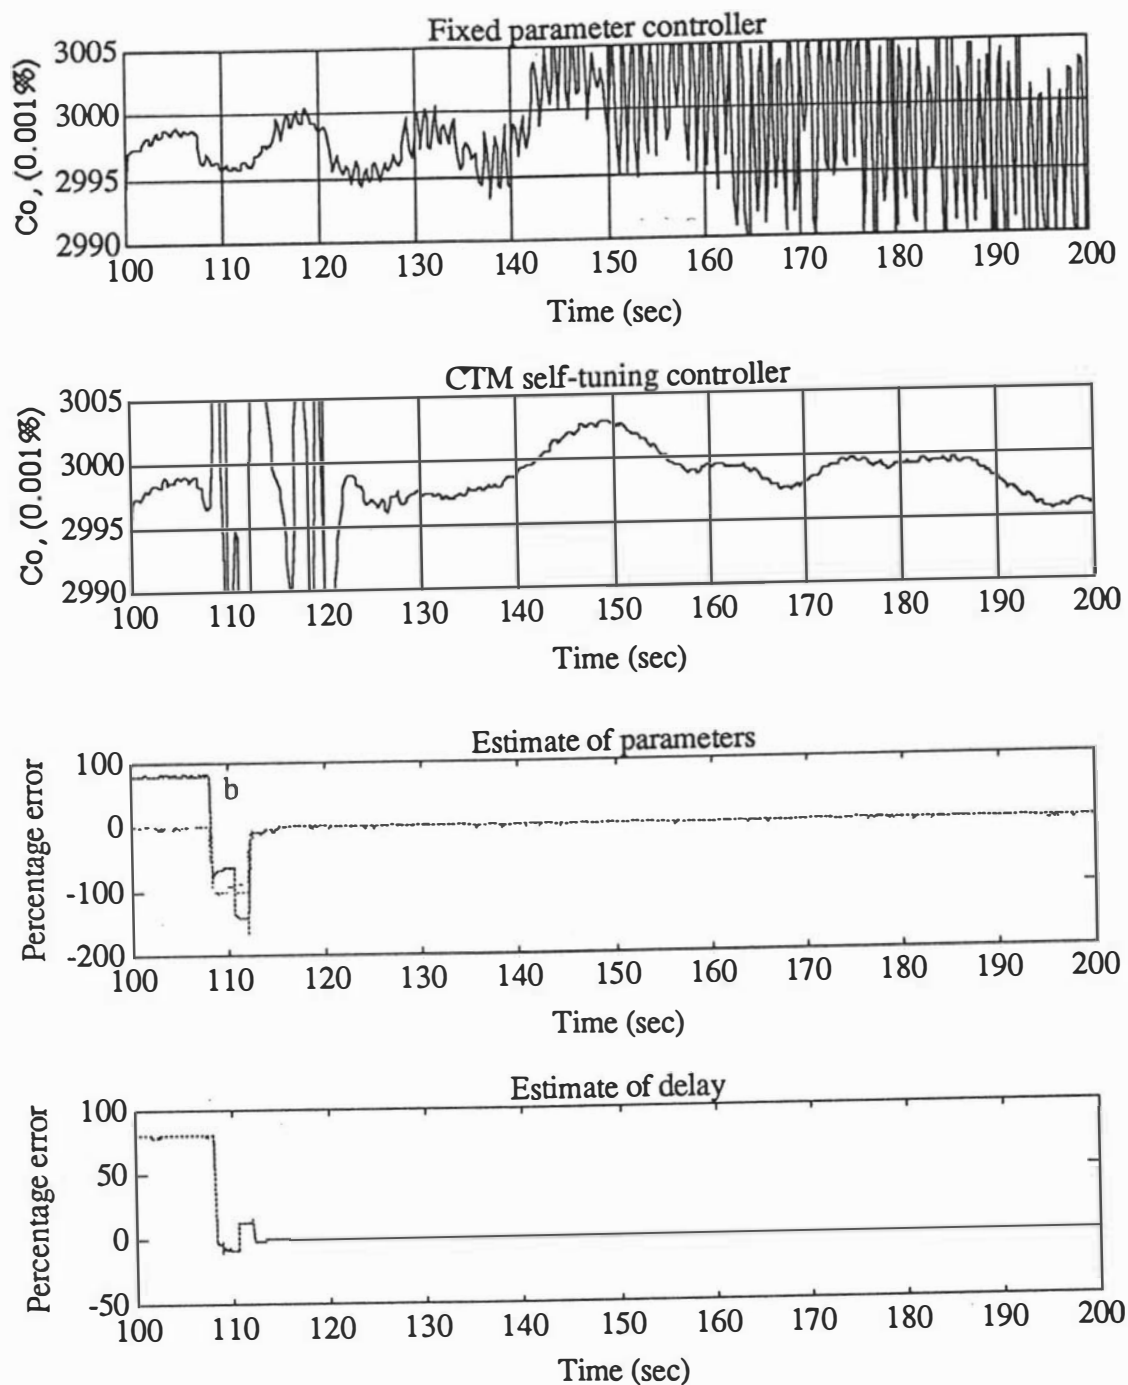 Fixed parameter controller
3005
3000
2995
2990
Co, (0.001%)
100 110 120 130 140 150 160 170 180 190 200
Time (sec)
CTM self-tuning controller
3005
3000
2995
2990
Co, (0.001%)
100 110 120 130 140 150 160 170 180 190 200
Time (sec)
Estimate of parameters
100
0
-100
-200
Percentage error
b
100 110 120 130 140 150 160 170 180 190 200
Time (sec)
Estimate of delay
100
50
0
-50
Percentage error
100 110 120 130 140 150 160 170 180 190 200
Time (sec)